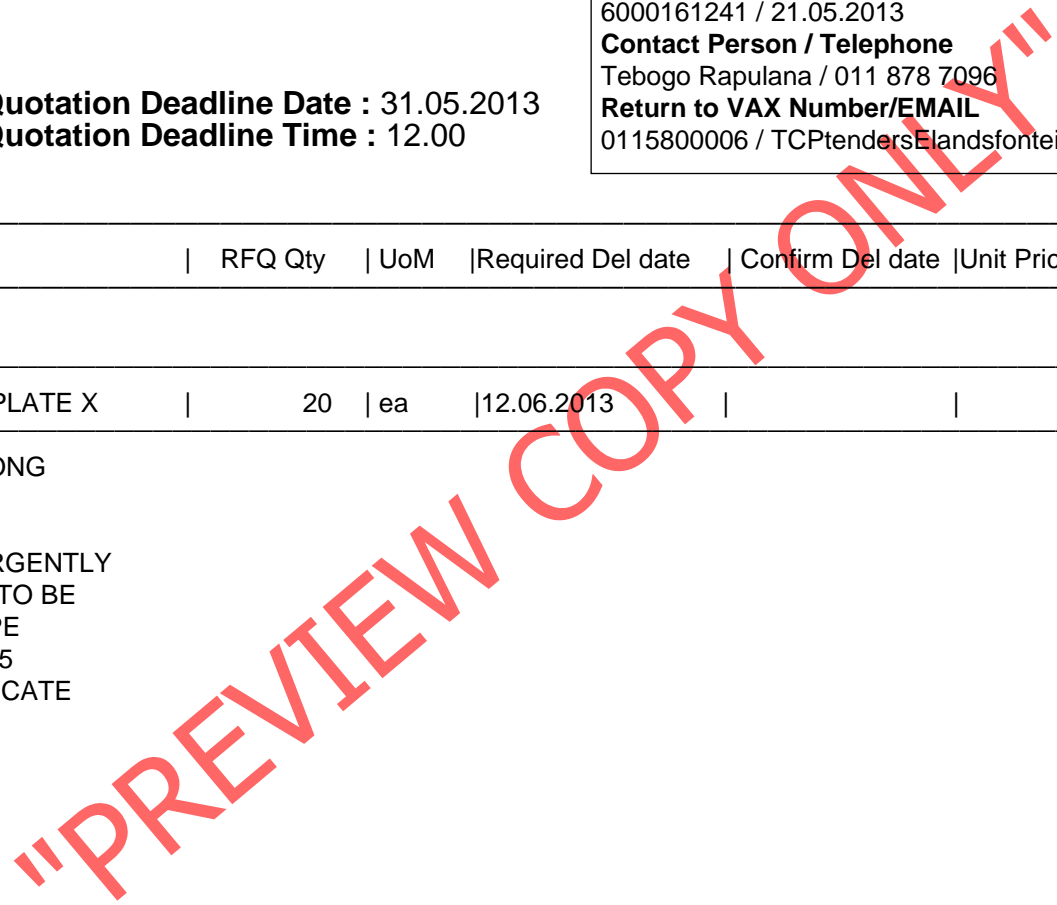 6000161241 / 21.05.2013
Contact Person / Telephone
Tebogo Rapulana / 011 878 7096
Return to VAX Number/EMAIL
0115800006 / TCPtendersElandsfontei
uotation Deadline Date : 31.05.2013
uotation Deadline Time : 12.00
| RFQ Qty | UoM |Required Del date | Confirm Del date |Unit Pric
PLATE X | 20 | ea |12.06.2013 | |
ONG
RGENTLY
TO BE
PE
5
CATE
"PREVIEW COPY ONLY"